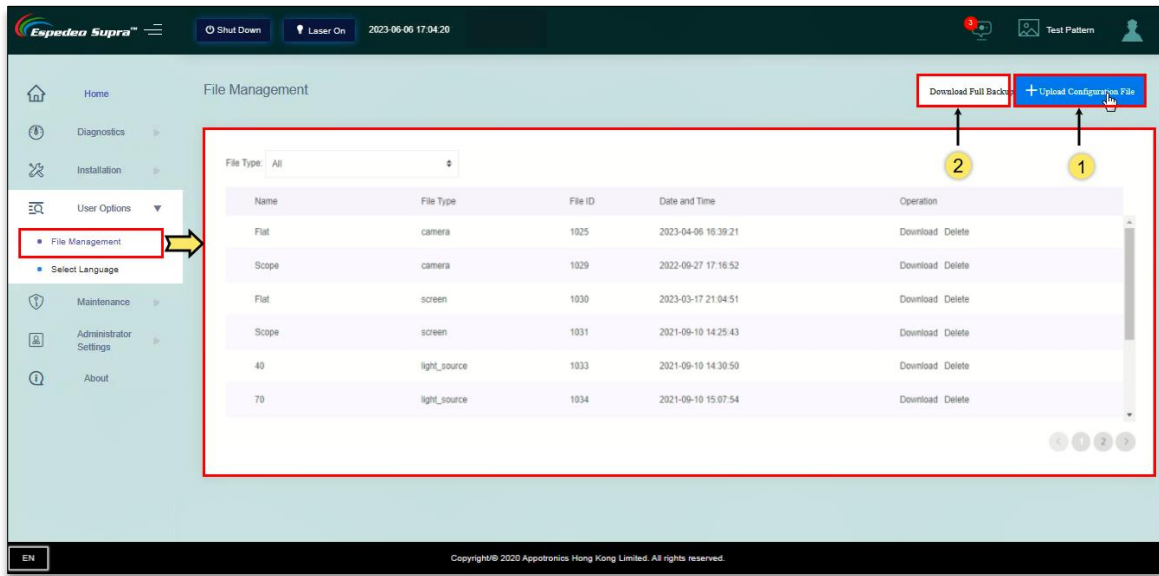 Espedeo Supra™ Shut Down Laser On 2023-06-06 17:04:20 3 Test Pattern
Home
Diagnostics
Installation
User Options
File Management
Select Language
Maintenance
Administrator
Settings
About
File Management
Download Full Backup + Upload Configuration File
2 1
File Type: All
Name File Type File ID Date and Time Operation
Flat camera 1025 2023-04-06 16:39:21 Download Delete
Scope camera 1029 2022-09-27 17:16:52 Download Delete
Flat screen 1030 2023-03-17 21:04:51 Download Delete
Scope screen 1031 2021-09-10 14:25:43 Download Delete
40 light_source 1033 2021-09-10 14:30:50 Download Delete
70 light_source 1034 2021-09-10 15:07:54 Download Delete
< 1 2 >
EN Copyright/© 2020 Appotronics Hong Kong Limited. All rights reserved.